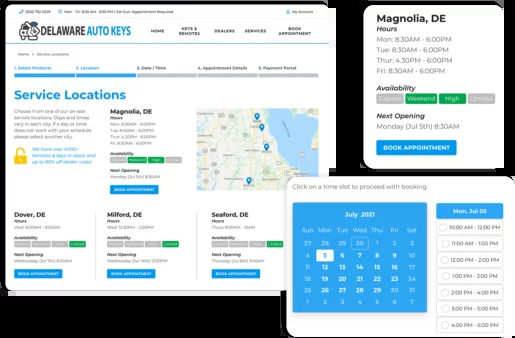 (302) 752-5229
Mon - Fri: 8:30 AM - 6:00 PM | Sat-Sun: Appointment Required
My Account
DELAWARE AUTO KEYS
HOME
KEYS & REMOTES
DEALERS
SERVICES
BOOK APPOINTMENT
Home > Service Locations
1. Select Products
2. Location
3. Date / Time
4. Appointment Details
5. Payment Portal
Service Locations
Choose from one of our on-site
service locations. Days and times
vary in each city. If a day or time
does not work with your schedule,
please select another city.
We have over 4000+
remotes & keys in stock and
up to 80% off dealer costs!
Magnolia, DE
Hours
Mon: 8:30AM - 6:00PM
Tue: 8:30AM - 6:00PM
Thur: 4:30PM - 6:00PM
Fri: 8:30AM - 6:00PM
Availability
Express Weekend High Limited
Next Opening
Monday (Jul 5th) 8:30AM
BOOK APPOINTMENT
Dover, DE
Hours
Wed: 8:00AM - 9:00AM
Availability
Express Weekend High Limited
Next Opening
Wednesday (Jul 7th) 8:00AM
BOOK APPOINTMENT
Milford, DE
Hours
Wed: 12:30PM - 2:00PM
Availability
Express Weekend High Limited
Next Opening
Wednesday (Jul 7th) 12:30PM
BOOK APPOINTMENT
Seaford, DE
Hours
Availability
Express Weekend High Limited
Next Opening
BOOK APPOINTMENT
Magnolia, DE
Hours
Mon: 8:30AM - 6:00PM
Tue: 8:30AM - 6:00PM
Thur: 4:30PM - 6:00PM
Fri: 8:30AM - 6:00PM
Availability
Express Weekend High Limited
Next Opening
Monday (Jul 5th) 8:30AM
BOOK APPOINTMENT
Click on a time slot to proceed with booking.
July 2021
Sun Mon Tue Wed Thu Fri Sat
27 28 29 30 1 2 3
4 5 6 7 8 9 10
11 12 13 14 15 16 17
18 19 20 21 22 23 24
25 26 27 28 29 30 31
1 2 3 4 5 6 7
Mon, Jul 05
10:00 AM - 12:00 PM
11:00 AM - 1:00 PM
12:00 PM - 2:00 PM
1:00 PM - 3:00 PM
2:00 PM - 4:00 PM
3:00 PM - 5:00 PM
4:00 PM - 6:00 PM